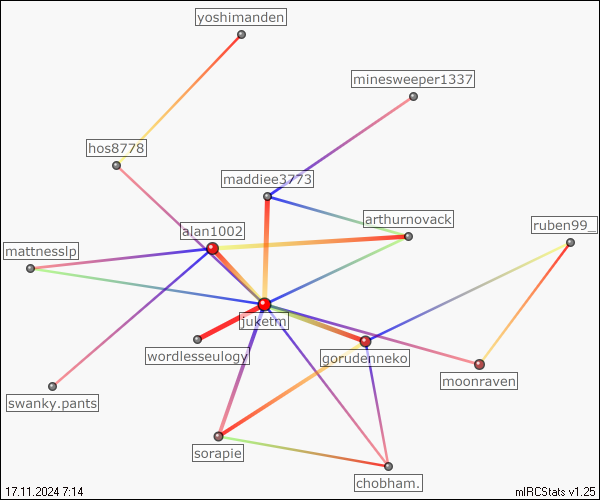 yoshimanden
minesweeper1337
hos8778
maddiee3773
arthurnovack
ruben99_
alan1002
mattnesslp
juketm
wordlesseulogy
gorudenneko
moonraven
swanky.pants
sorapie
chobham.
17.11.2024 7:14
mIRCStats v1.25